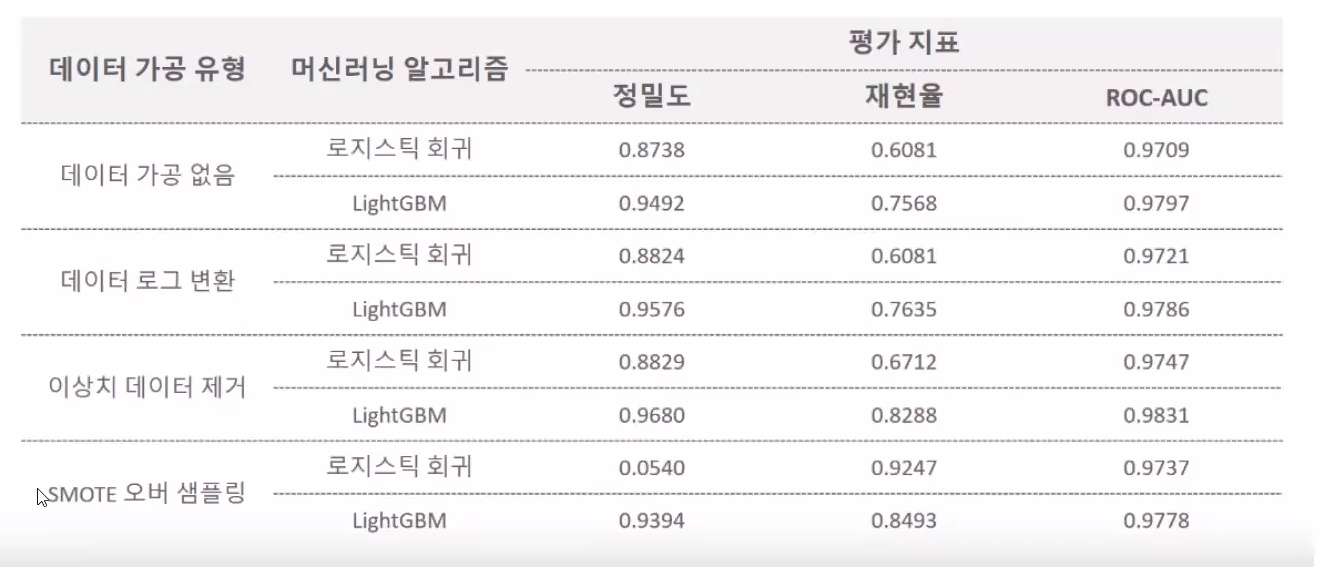 데이터 가공 유형 머신러닝 알고리즘 평가 지표
정밀도 재현율 ROC-AUC
데이터 가공 없음 로지스틱 회귀 0.8738 0.6081 0.9709
LightGBM 0.9492 0.7568 0.9797
데이터 로그 변환 로지스틱 회귀 0.8824 0.6081 0.9721
LightGBM 0.9576 0.7635 0.9786
이상치 데이터 제거 로지스틱 회귀 0.8829 0.6712 0.9747
LightGBM 0.9680 0.8288 0.9831
SMOTE 오버 샘플링 로지스틱 회귀 0.0540 0.9247 0.9737
LightGBM 0.9394 0.8493 0.9778